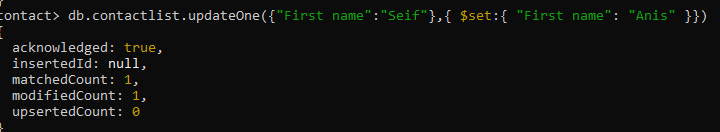 contact> db.contactlist.updateOne({"First name":"Seif"},{ $set:{ "First name": "Anis" }})
{
  acknowledged: true,
  insertedId: null,
  matchedCount: 1,
  modifiedCount: 1,
  upsertedCount: 0
}